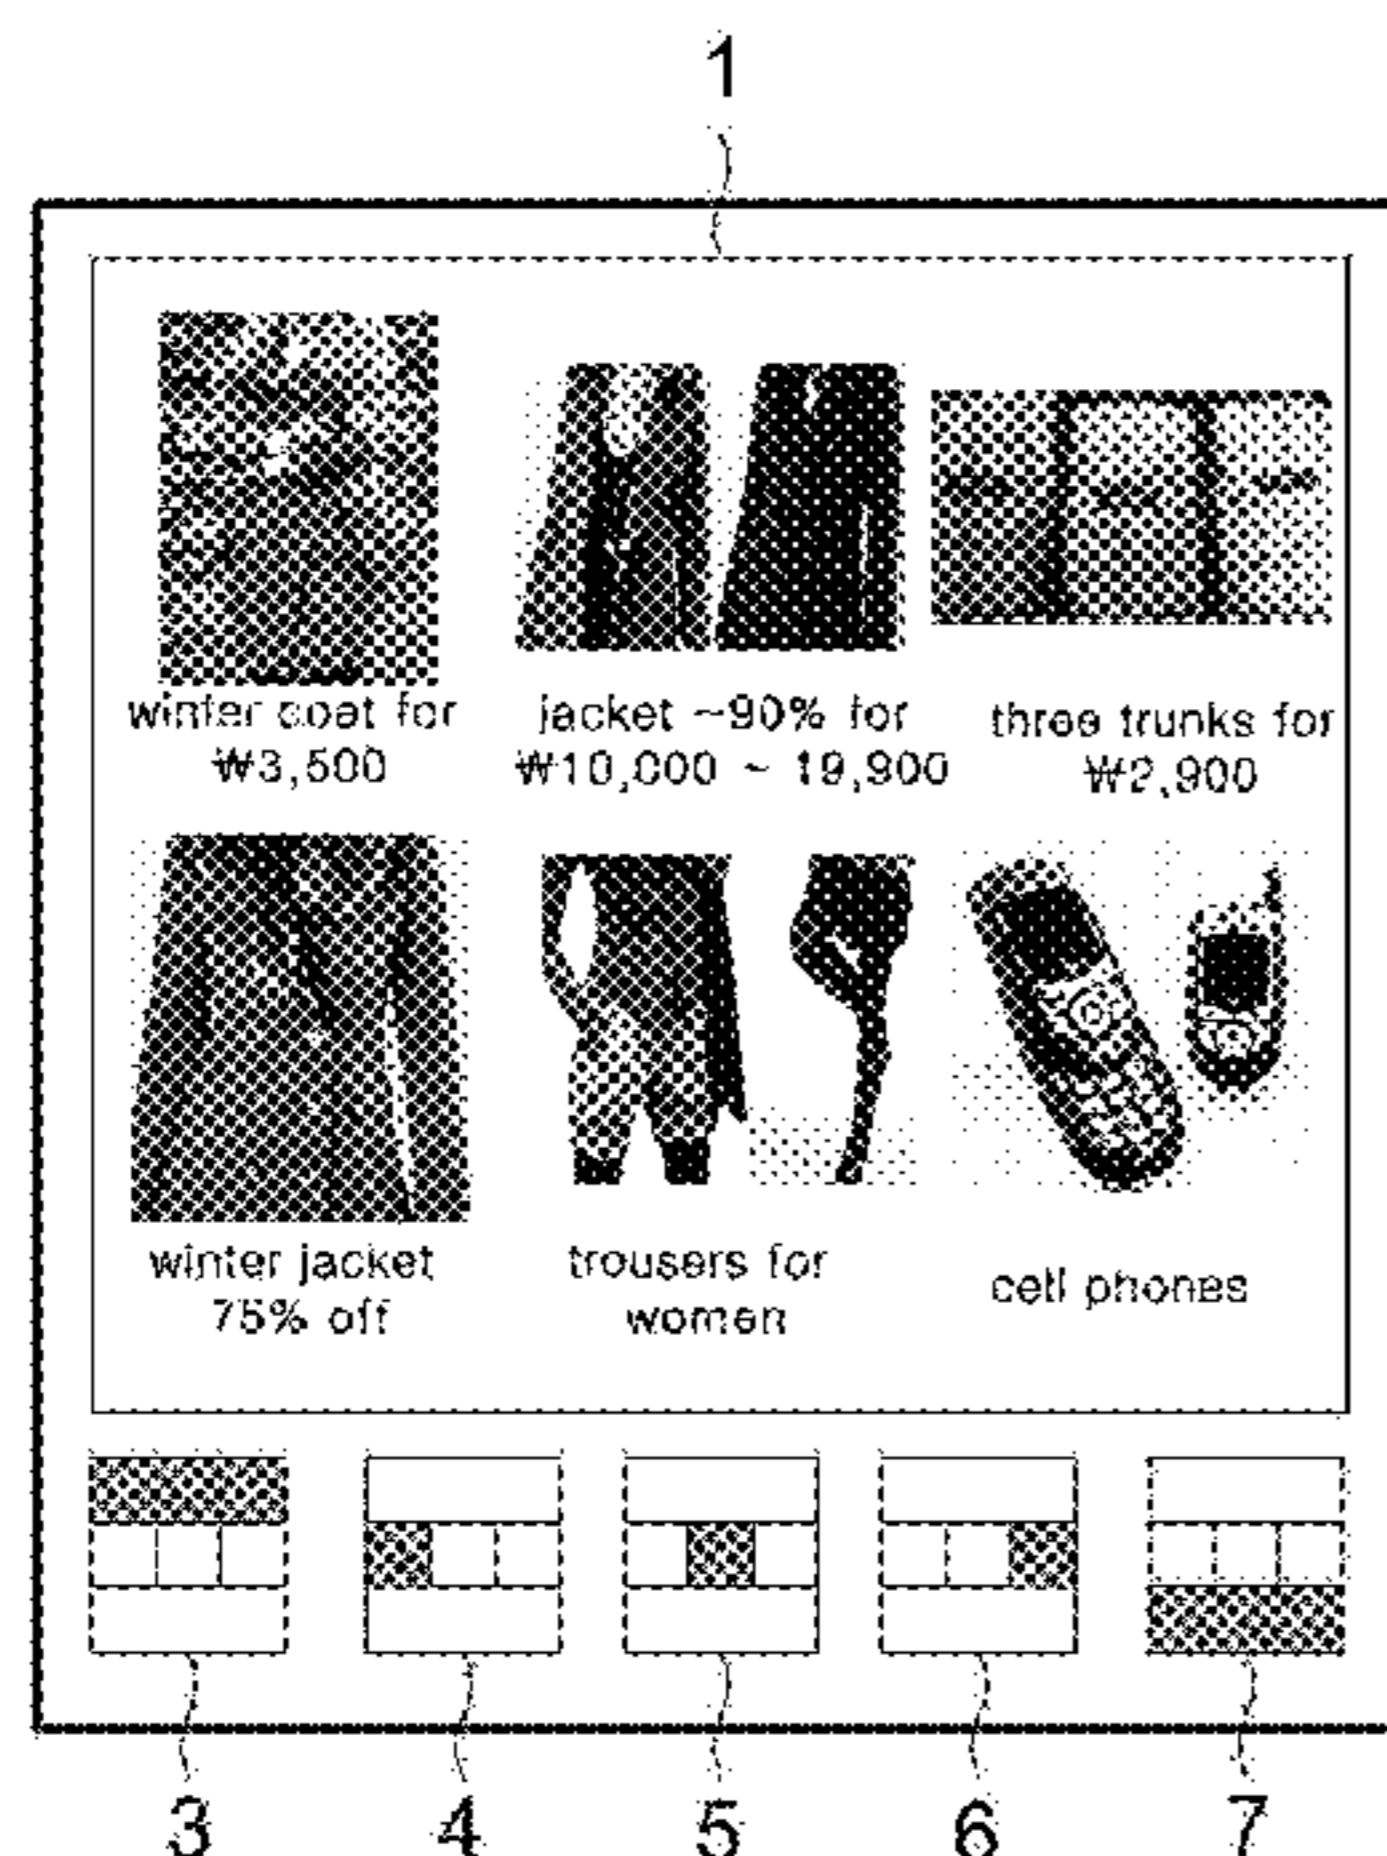 1
winter coat for
₩3,500
jacket ~90% for
₩10,000 ~ 19,900
three trunks for
₩2,900
winter jacket
75% off
trousers for
women
cell phones
3 4 5 6 7